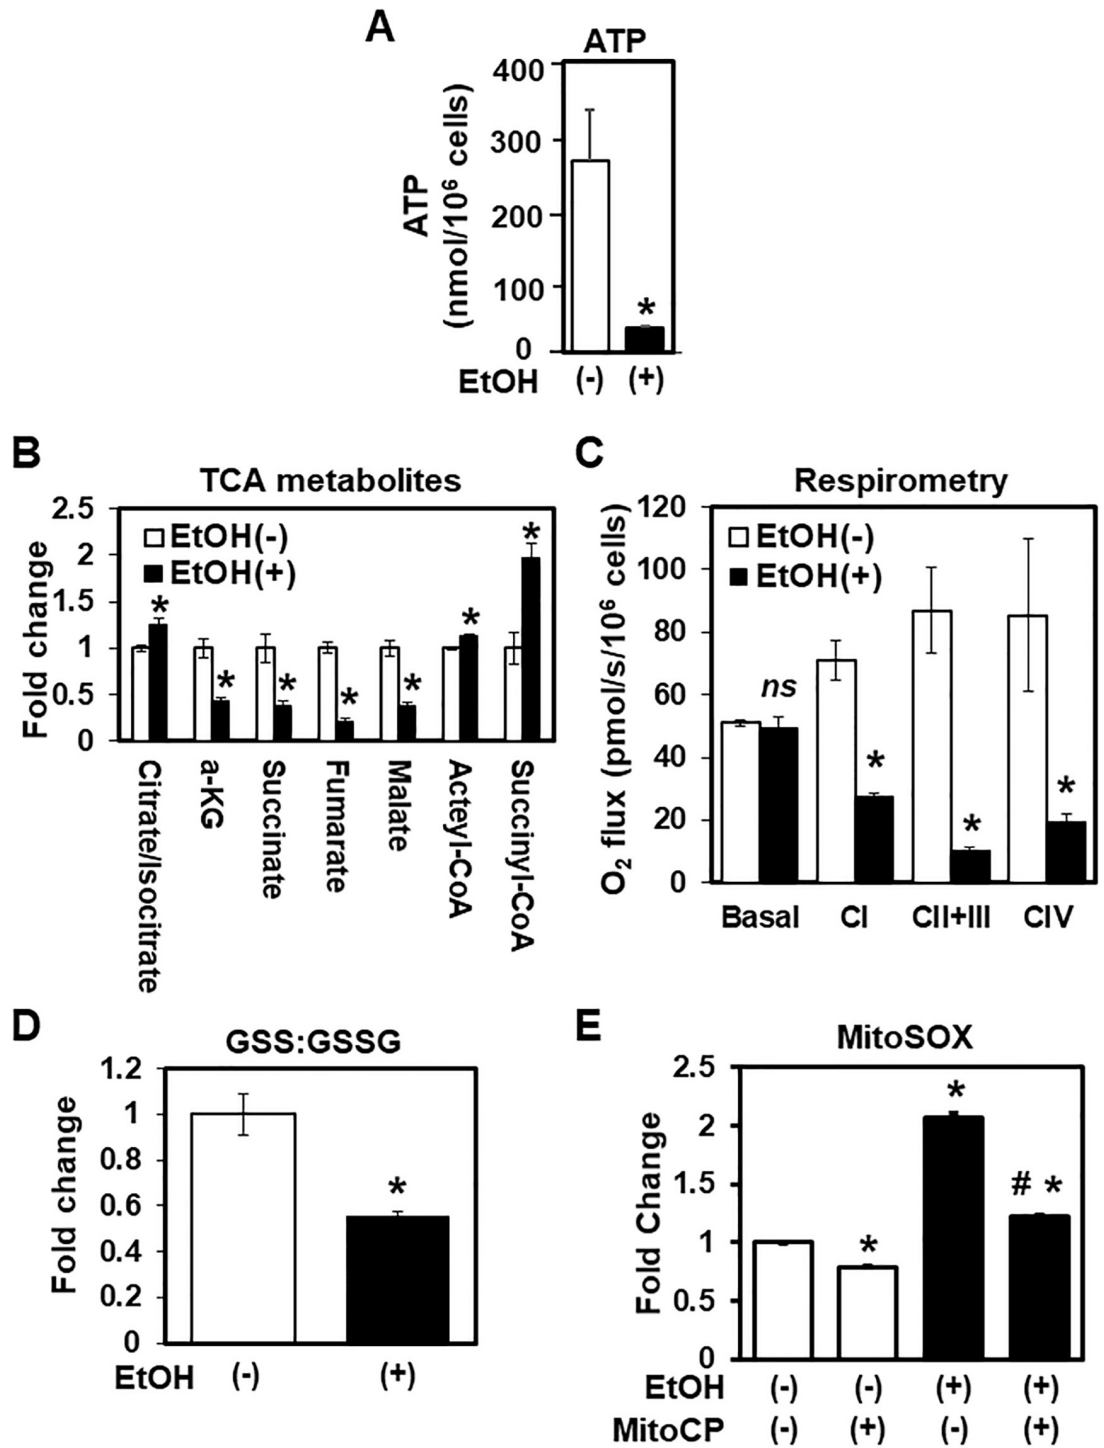 A
ATP
400
300
200
100
0
ATP
(nmol/10⁶ cells)
*
EtOH (-) (+)
B
TCA metabolites
2.5
2
1.5
1
0.5
0
Fold change
EtOH(-)
EtOH(+)
* * * * * * *
Citrate/Isocitrate
a-KG
Succinate
Fumarate
Malate
Acteyl-CoA
Succinyl-CoA
C
Respirometry
120
100
80
60
40
20
0
O₂ flux (pmol/s/10⁶ cells)
EtOH(-)
EtOH(+)
ns * * *
Basal CI CII+III CIV
D
GSS:GSSG
1.2
1
0.8
0.6
0.4
0.2
0
Fold change
*
EtOH (-) (+)
E
MitoSOX
2.5
2
1.5
1
0.5
0
Fold Change
* * # *
EtOH (-) (-) (+) (+)
MitoCP (-) (+) (-) (+)